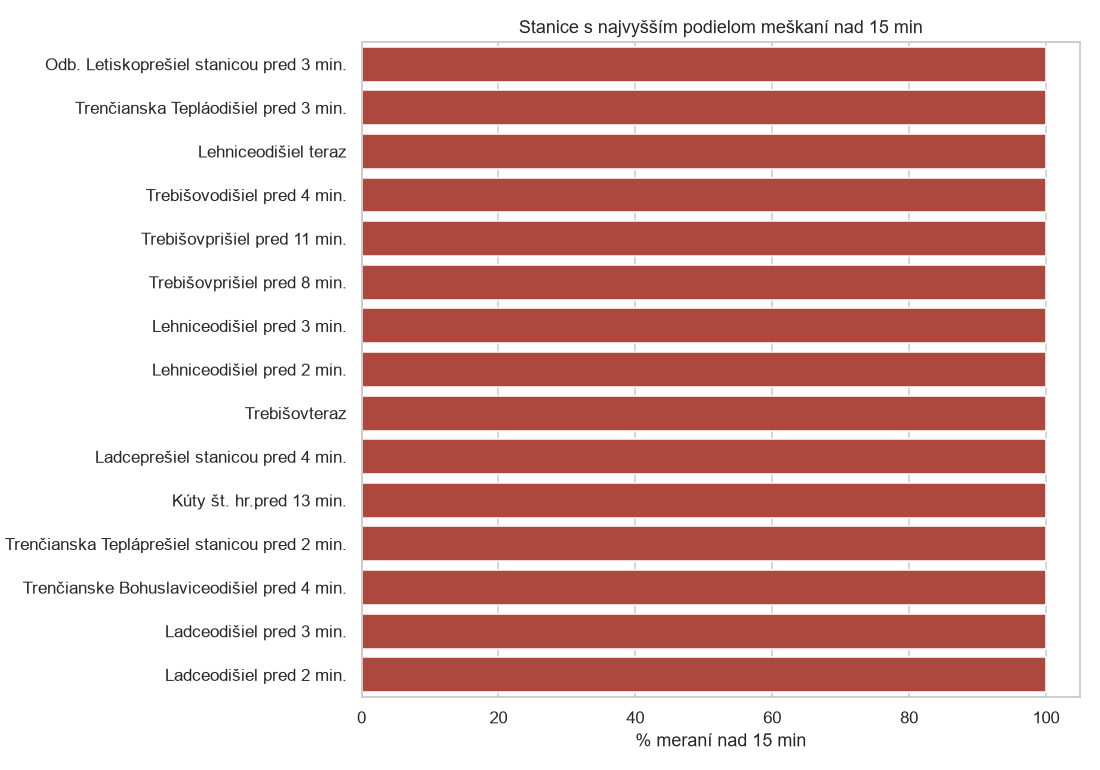 Stanice s najvyšším podielom meškaní nad 15 min
Odb. Letiskoprešiel stanicou pred 3 min.
Trenčianska Tepláodišiel pred 3 min.
Lehniceodišiel teraz
Trebišovodišiel pred 4 min.
Trebišovprišiel pred 11 min.
Trebišovprišiel pred 8 min.
Lehniceodišiel pred 3 min.
Lehniceodišiel pred 2 min.
Trebišovteraz
Ladceprešiel stanicou pred 4 min.
Kúty št. hr.pred 13 min.
Trenčianska Tepláprešiel stanicou pred 2 min.
Trenčianske Bohuslaviceodišiel pred 4 min.
Ladceodišiel pred 3 min.
Ladceodišiel pred 2 min.
0 20 40 60 80 100
% meraní nad 15 min